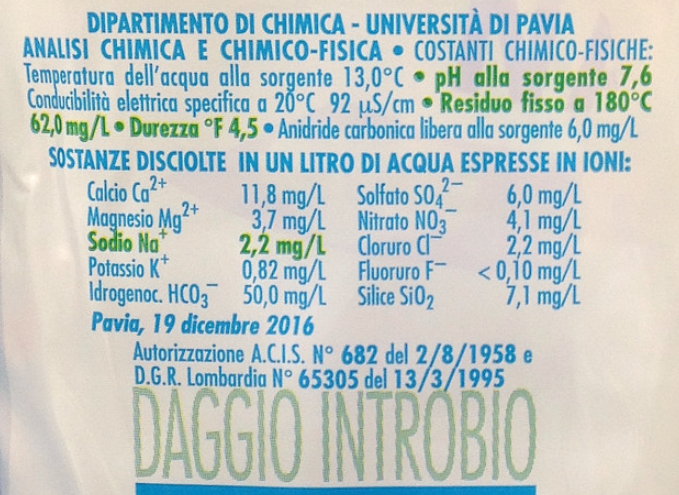 DIPARTIMENTO DI CHIMICA - UNIVERSITÀ DI PAVIA
ANALISI CHIMICA E CHIMICO-FISICA • COSTANTI CHIMICO-FISICHE:
Temperatura dell'acqua alla sorgente 13,0°C • pH alla sorgente 7,6
Conducibilità elettrica specifica a 20°C 92 µS/cm • Residuo fisso a 180°C
62,0 mg/L • Durezza °F 4,5 • Anidride carbonica libera alla sorgente 6,0 mg/L
SOSTANZE DISCIOLTE IN UN LITRO DI ACQUA ESPRESSE IN IONI:
Calcio Ca²⁺ 11,8 mg/L Solfato SO₄²⁻ 6,0 mg/L
Magnesio Mg²⁺ 3,7 mg/L Nitrato NO₃⁻ 4,1 mg/L
Sodio Na⁺ 2,2 mg/L Cloruro Cl⁻ 2,2 mg/L
Potassio K⁺ 0,82 mg/L Fluoruro F⁻ < 0,10 mg/L
Idrogenoc. HCO₃⁻ 50,0 mg/L Silice SiO₂ 7,1 mg/L
Pavia, 19 dicembre 2016
Autorizzazione A.C.I.S. N° 682 del 2/8/1958 e
D.G.R. Lombardia N° 65305 del 13/3/1995
DAGGIO INTROBIO